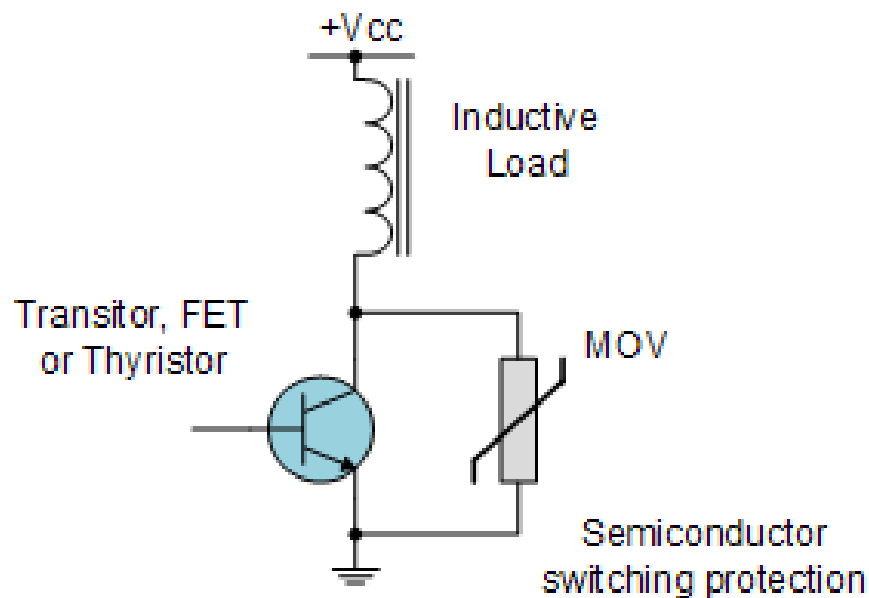 +Vcc
Inductive
Load
Transitor, FET
or Thyristor
MOV
Semiconductor
switching protection